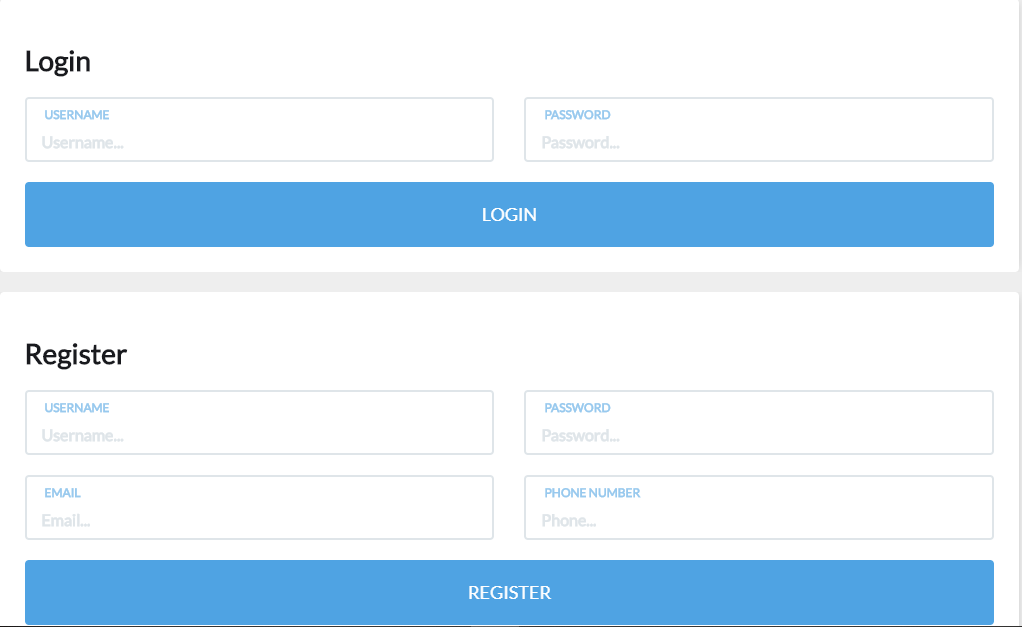 Login
USERNAME PASSWORD
Username... Password...
LOGIN
Register
USERNAME PASSWORD
Username... Password...
EMAIL PHONE NUMBER
Email... Phone...
REGISTER